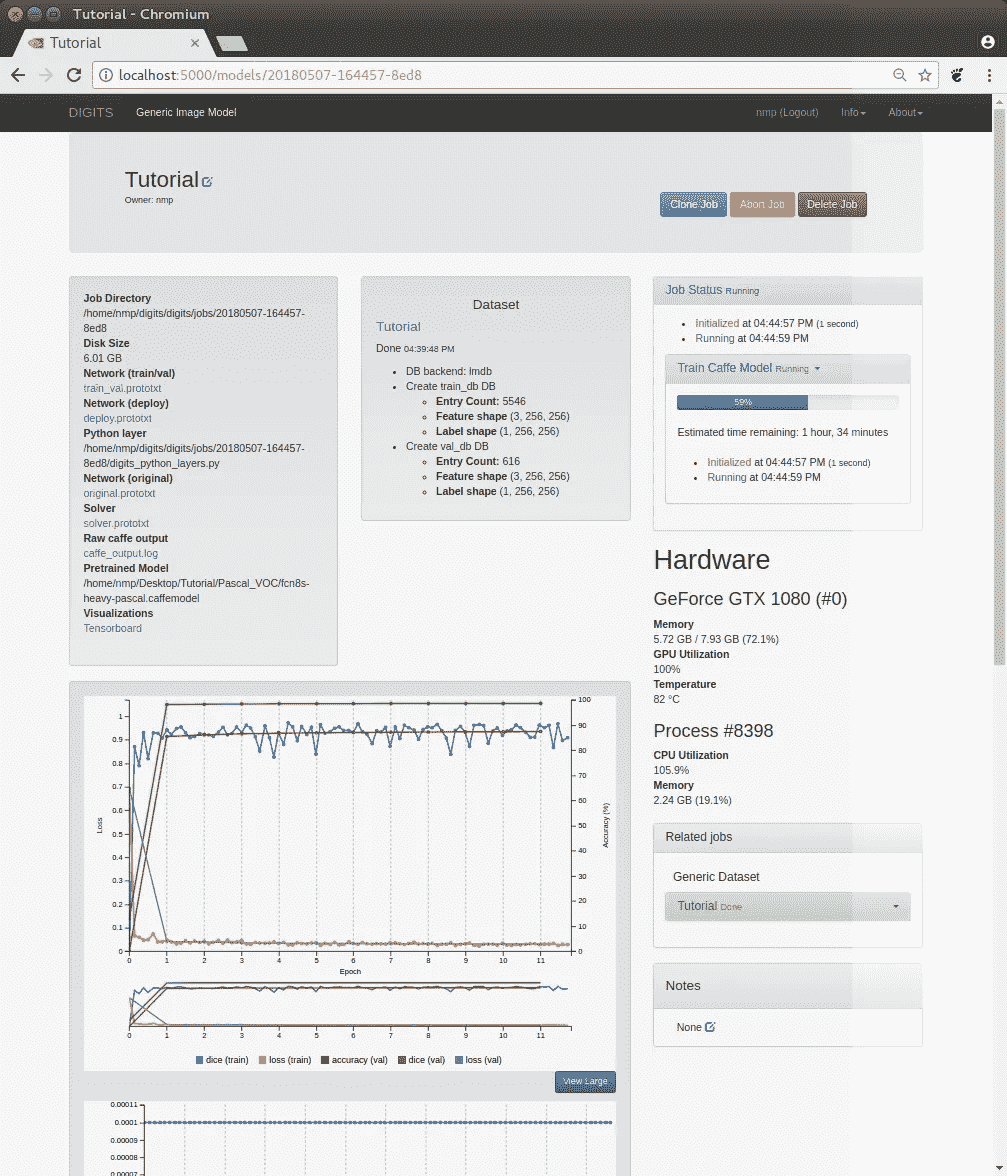 Tutorial - Chromium
Tutorial
localhost:5000/models/20180507-164457-8ed8
DIGITS Generic Image Model nmp (Logout) Info About
Tutorial
Owner: nmp
Clone Job Abort Job Delete Job
Job Directory
/home/nmp/digits/digits/jobs/20180507-164457-
8ed8
Disk Size
6.01 GB
Network (train/val)
train_val.prototxt
Network (deploy)
deploy.prototxt
Python layer
/home/nmp/digits/digits/jobs/20180507-164457-
8ed8/digits_python_layers.py
Network (original)
original.prototxt
Solver
solver.prototxt
Raw caffe output
caffe_output.log
Pretrained Model
/home/nmp/Desktop/Tutorial/Pascal_VOC/fcn8s-
heavy-pascal.caffemodel
Visualizations
Tensorboard
Dataset
Tutorial
Done 04:39:48 PM
DB backend: lmdb
Create train_db DB
Entry Count: 5546
Feature shape (3, 256, 256)
Label shape (1, 256, 256)
Create val_db DB
Entry Count: 616
Feature shape (3, 256, 256)
Label shape (1, 256, 256)
Job Status Running
Initialized at 04:44:57 PM (1 second)
Running at 04:44:59 PM
Train Caffe Model Running
59%
Estimated time remaining: 1 hour, 34 minutes
Initialized at 04:44:57 PM (1 second)
Running at 04:44:59 PM
Hardware
GeForce GTX 1080 (#0)
Memory
5.72 GB / 7.93 GB (72.1%)
GPU Utilization
100%
Temperature
82 °C
Process #8398
CPU Utilization
105.9%
Memory
2.24 GB (19.1%)
Related jobs
Generic Dataset
Tutorial Done
Notes
None
1
0.9
0.8
0.7
0.6
0.5
0.4
0.3
0.2
0.1
0
Loss
100
90
80
70
60
50
40
30
20
10
0
Accuracy (%)
0 1 2 3 4 5 6 7 8 9 10 11
Epoch
0 1 2 3 4 5 6 7 8 9 10 11
dice (train) loss (train) accuracy (val) dice (val) loss (val)
View Large
0.00011
0.0001
0.00009
0.00008
0.00007